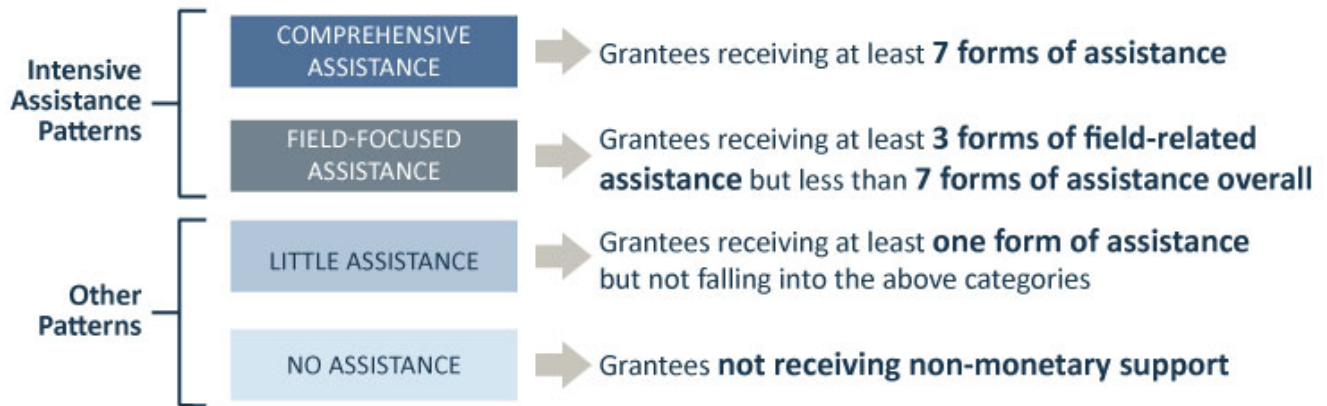 Intensive
Assistance
Patterns
COMPREHENSIVE
ASSISTANCE
Grantees receiving at least 7 forms of assistance
FIELD-FOCUSED
ASSISTANCE
Grantees receiving at least 3 forms of field-related
assistance but less than 7 forms of assistance overall
Other
Patterns
LITTLE ASSISTANCE
Grantees receiving at least one form of assistance
but not falling into the above categories
NO ASSISTANCE
Grantees not receiving non-monetary support